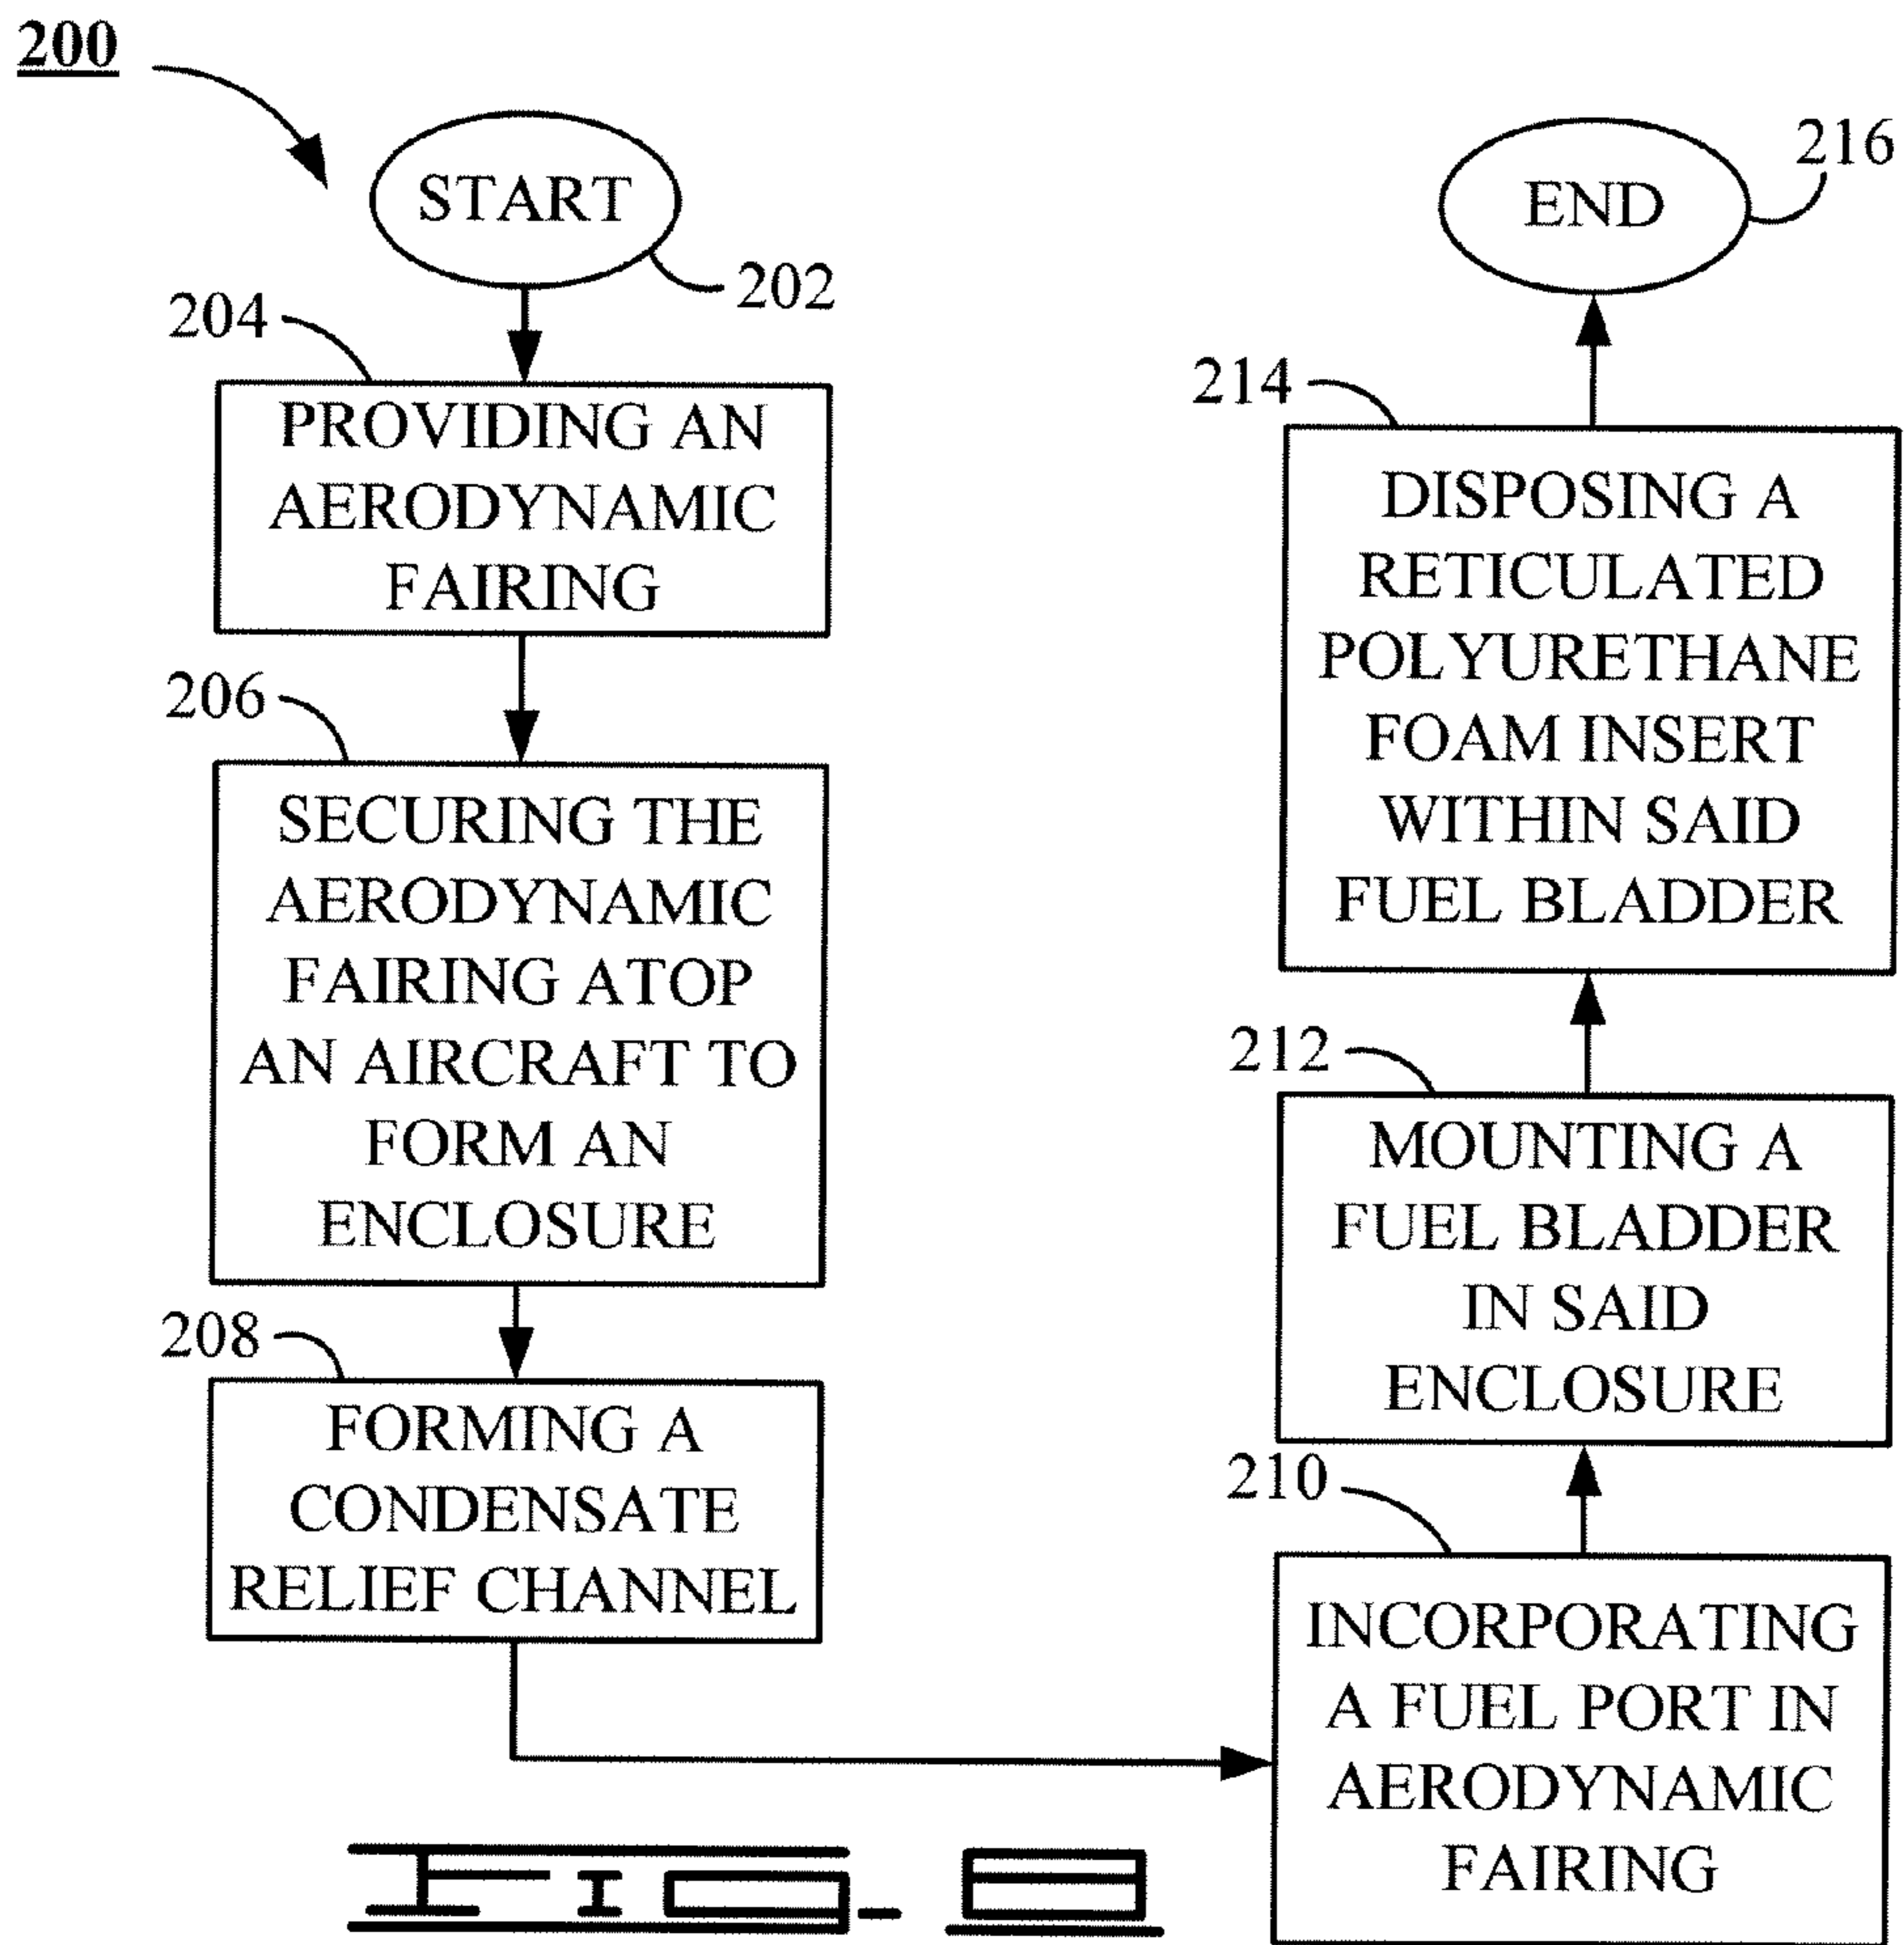 200
START
202
204
PROVIDING AN
AERODYNAMIC
FAIRING
206
SECURING THE
AERODYNAMIC
FAIRING ATOP
AN AIRCRAFT TO
FORM AN
ENCLOSURE
208
FORMING A
CONDENSATE
RELIEF CHANNEL
210
INCORPORATING
A FUEL PORT IN
AERODYNAMIC
FAIRING
212
MOUNTING A
FUEL BLADDER
IN SAID
ENCLOSURE
214
DISPOSING A
RETICULATED
POLYURETHANE
FOAM INSERT
WITHIN SAID
FUEL BLADDER
END
216
FIG- 8